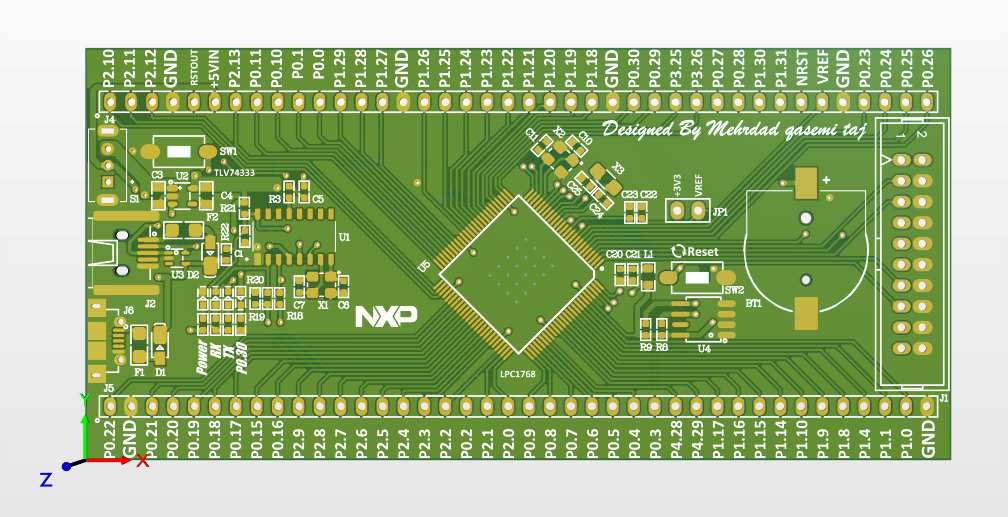 P2.10 P2.11 P2.12 GND RSTOUT +5VIN P2.13 P0.11 P0.10 P0.1 P0.0 P1.29 P1.28 P1.27 GND P1.26 P1.25 P1.24 P1.23 P1.22 P1.21 P1.20 P1.19 P1.18 GND P0.30 P0.29 P3.25 P3.26 P0.27 P0.28 P1.30 P1.31 NRST VREF GND P0.23 P0.24 P0.25 P0.26
J4
Designed By Mehrdad qasemi taj
1 2
SW1
C11 X2 C10
TLV74333
X3
C3 U2
+3V3 VREF
S1 C4 R3 C5
C25
R21
C24
C23 C22
JP1
F2
R22
U1
C1
Reset
U5
C20 C21 L1
U3 D2
R20
SW2
J2
C7 X1 C6
BT1
J6
R19 R18
NXP
Power RX TX P0.30
R9 R8 U4
F1 D1
LPC1768
J5
J1
P0.22 GND P0.21 P0.20 P0.19 P0.18 P0.17 P0.15 P0.16 P2.9 P2.8 P2.7 P2.6 P2.5 P2.4 P2.3 P2.2 P0.2 P2.1 P2.0 P0.9 P0.8 P0.7 P0.6 P0.5 P0.4 P0.3 P4.28 P4.29 P1.17 P1.16 P1.15 P1.14 P1.10 P1.9 P1.8 P1.4 P1.1 P1.0 GND
Y
X
Z